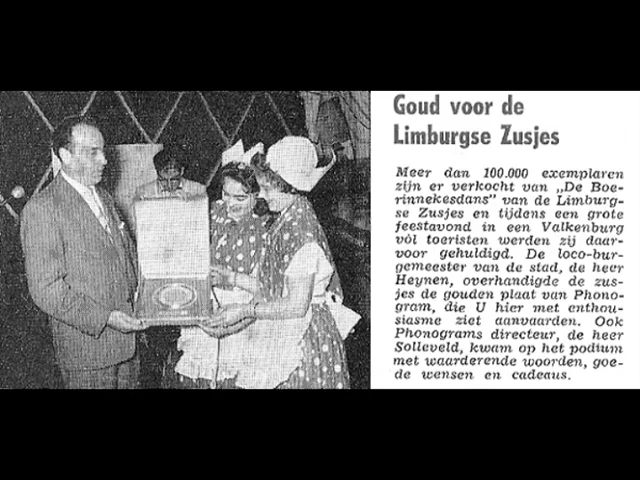 Goud voor de
Limburgse Zusjes
Meer dan 100.000 exemplaren
zijn er verkocht van „De Boe-
rinnekesdans" van de Limburg-
se Zusjes en tijdens een grote
feestavond in een Valkenburg
vól toeristen werden zij daar-
voor gehuldigd. De loco-bur-
gemeester van de stad, de heer
Heynen, overhandigde de zus-
jes de gouden plaat van Phono-
gram, die U hier met enthou-
siasme ziet aanvaarden. Ook
Phonograms directeur, de heer
Solleveld, kwam op het podium
met waarderende woorden, goe-
de wensen en cadeaus.